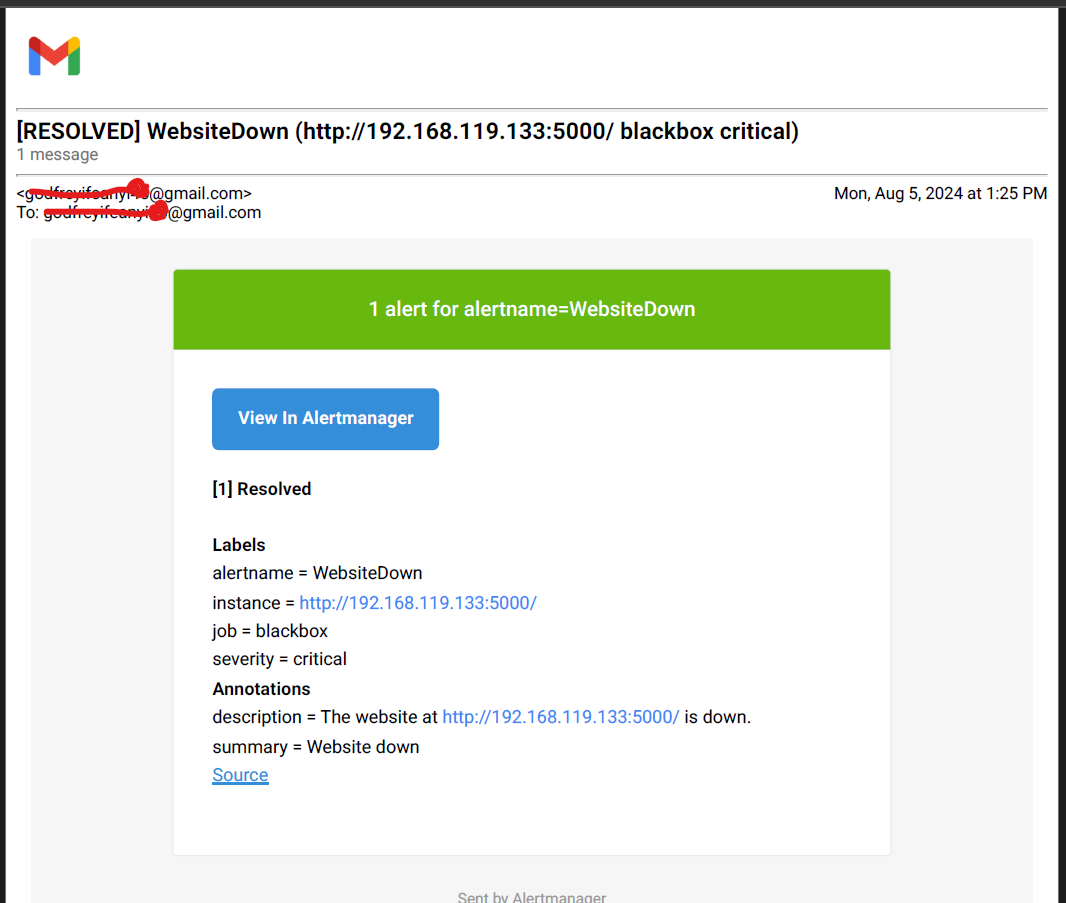 [RESOLVED] WebsiteDown (http://192.168.119.133:5000/ blackbox critical)
1 message
@gmail.com>
Mon, Aug 5, 2024 at 1:25 PM
To: @gmail.com
1 alert for alertname=WebsiteDown
View In Alertmanager
[1] Resolved
Labels
alertname = WebsiteDown
instance = http://192.168.119.133:5000/
job = blackbox
severity = critical
Annotations
description = The website at http://192.168.119.133:5000/ is down.
summary = Website down
Source
Sent by Alertmanager